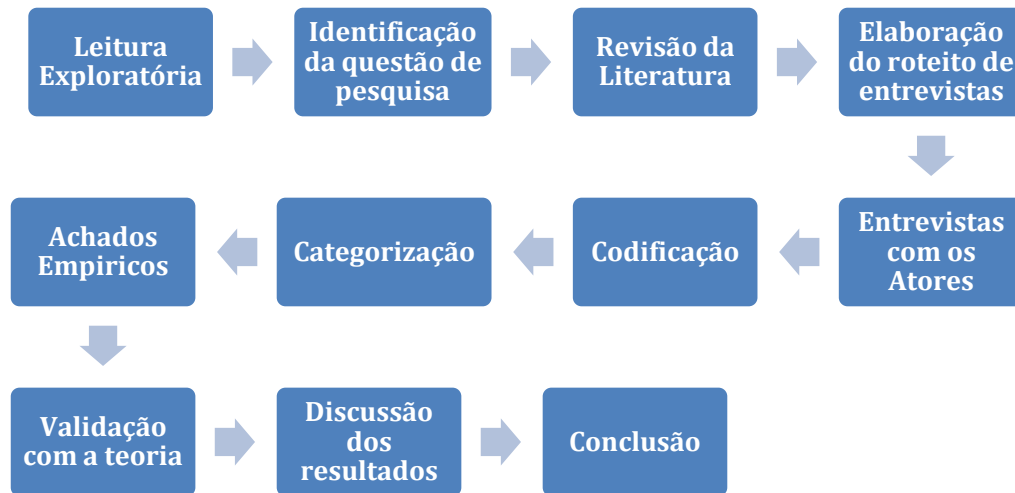 Leitura
Exploratória
Identificação
da questão de
pesquisa
Revisão da
Literatura
Elaboração
do roteito de
entrevistas
Entrevistas
com os
Atores
Codificação
Categorização
Achados
Empiricos
Validação
com a teoria
Discussão
dos
resultados
Conclusão